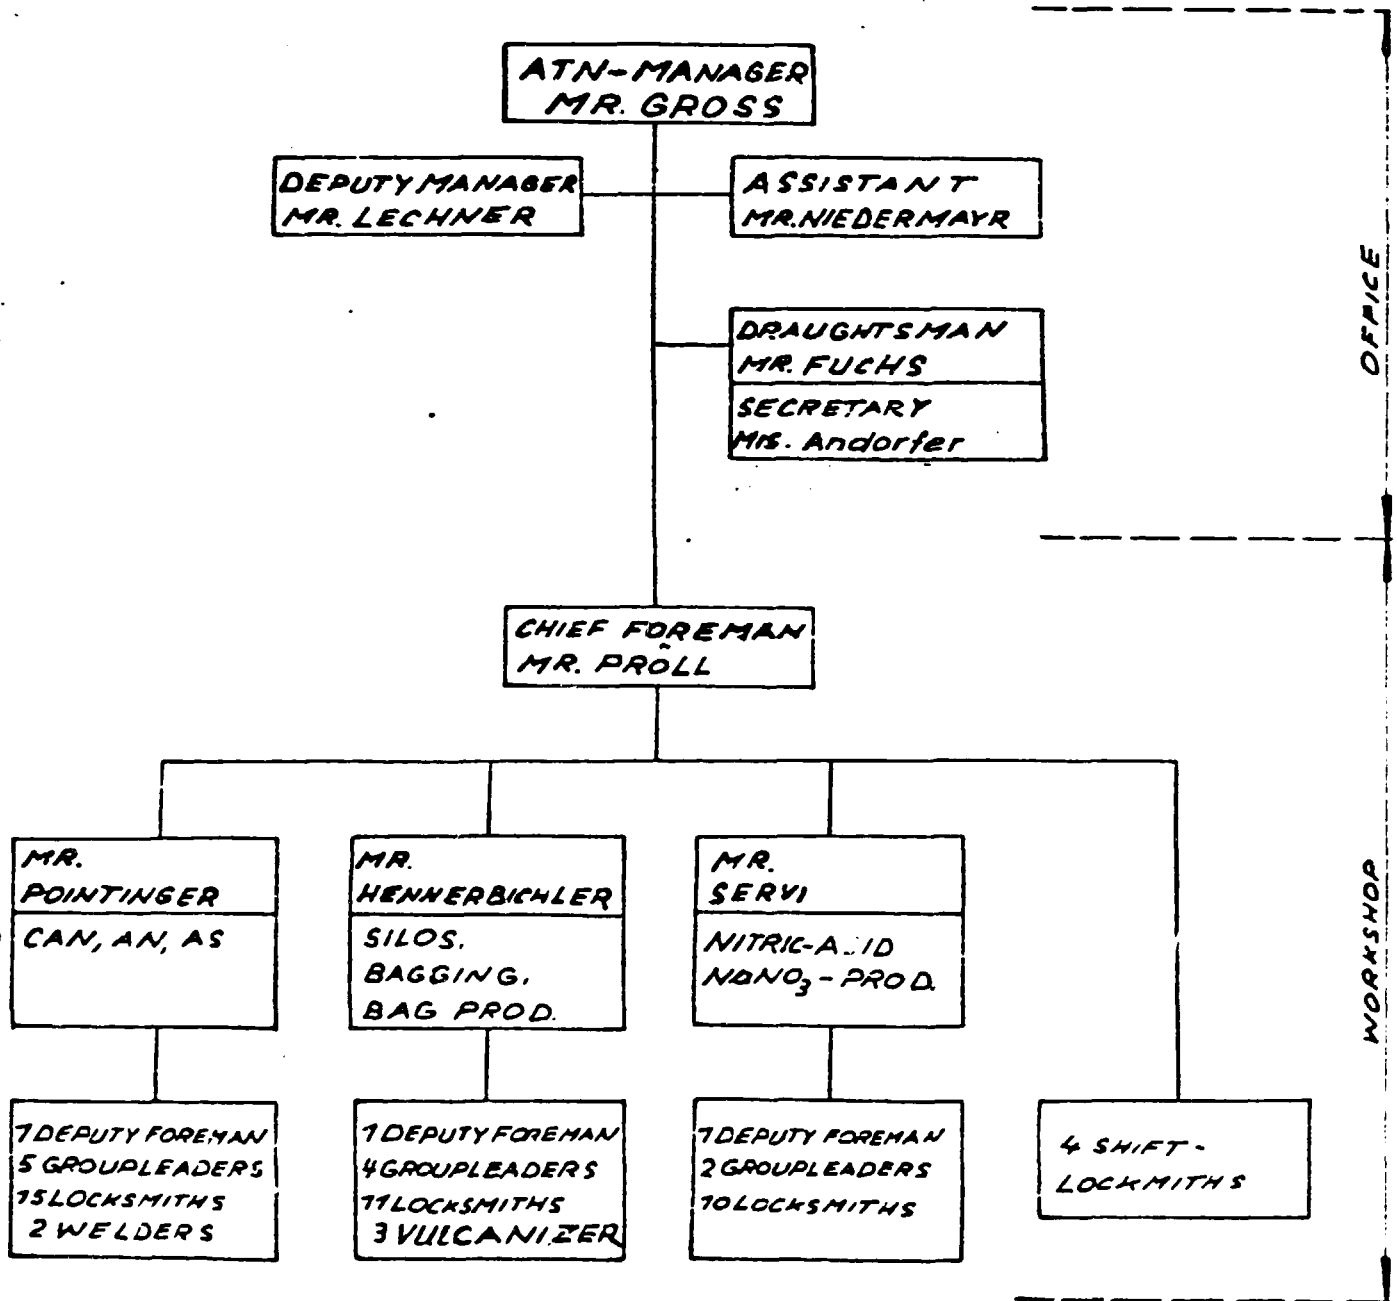 ATN-MANAGER
MR. GROSS
DEPUTY MANAGER
MR. LECHNER
ASSISTANT
MR. NIEDERMAYR
DRAUGHTSMAN
MR. FUCHS
SECRETARY
Mrs. Andorfer
OFFICE
CHIEF FOREMAN
MR. PRÖLL
MR.
POINTINGER
CAN, AN, AS
MR.
HENNERBICHLER
SILOS,
BAGGING,
BAG PROD.
MR.
SERVI
NITRIC-A..ID
NANO₃-PROD.
1 DEPUTY FOREMAN
5 GROUPLEADERS
15 LOCKSMITHS
2 WELDERS
1 DEPUTY FOREMAN
4 GROUPLEADERS
11 LOCKSMITHS
3 VULCANIZER
1 DEPUTY FOREMAN
2 GROUPLEADERS
10 LOCKSMITHS
4 SHIFT-
LOCKMITHS
WORKSHOP